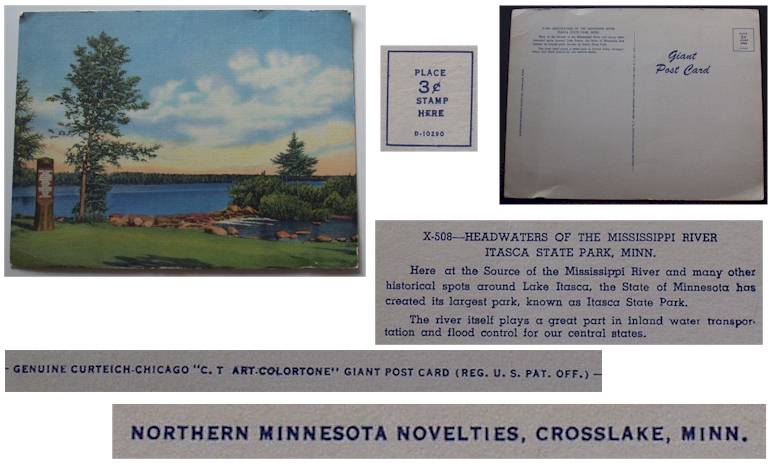 PLACE
3¢
STAMP
HERE
D-10290
Giant
Post Card
X-508—HEADWATERS OF THE MISSISSIPPI RIVER
ITASCA STATE PARK, MINN.
Here at the Source of the Mississippi River and many other
historical spots around Lake Itasca, the State of Minnesota has
created its largest park, known as Itasca State Park.
The river itself plays a great part in inland water transpor-
tation and flood control for our central states.
- GENUINE CURTEICH-CHICAGO "C. T ART-COLORTONE" GIANT POST CARD (REG. U. S. PAT. OFF.) —
NORTHERN MINNESOTA NOVELTIES, CROSSLAKE, MINN.